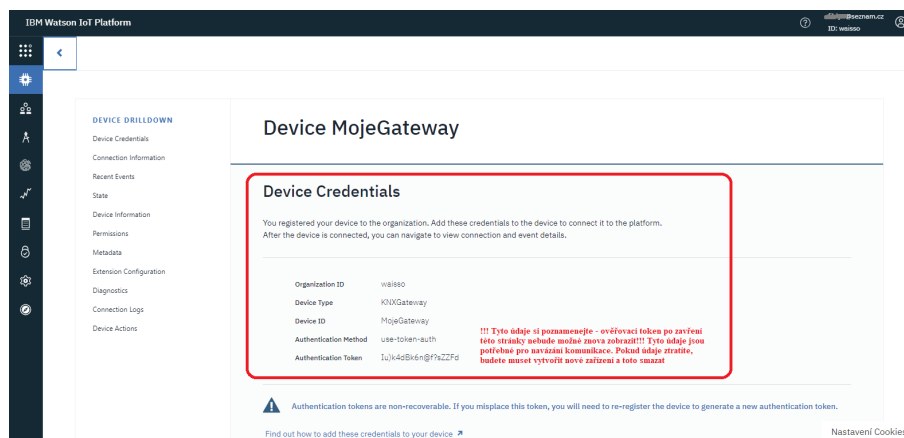 IBM Watson IoT Platform
@seznam.cz
ID: waisso
DEVICE DRILLDOWN
Device Credentials
Connection Information
Recent Events
State
Device Information
Permissions
Metadata
Extension Configuration
Diagnostics
Connection Logs
Device Actions
Device MojeGateway
Device Credentials
You registered your device to the organization. Add these credentials to the device to connect it to the platform.
After the device is connected, you can navigate to view connection and event details.
Organization ID waisso
Device Type KNXGateway
Device ID MojeGateway
Authentication Method use-token-auth
Authentication Token Iu)k4dBk6n@f?sZZFd
!!! Tyto údaje si poznamenejte - ověřovací token po zavření
této stránky nebude možné znova zobrazit!!! Tyto údaje jsou
potřebné pro navázání komunikace. Pokud údaje ztratíte,
budete muset vytvořit nové zařízení a toto smazat
Authentication tokens are non-recoverable. If you misplace this token, you will need to re-register the device to generate a new authentication token.
Find out how to add these credentials to your device
Nastavení Cookies